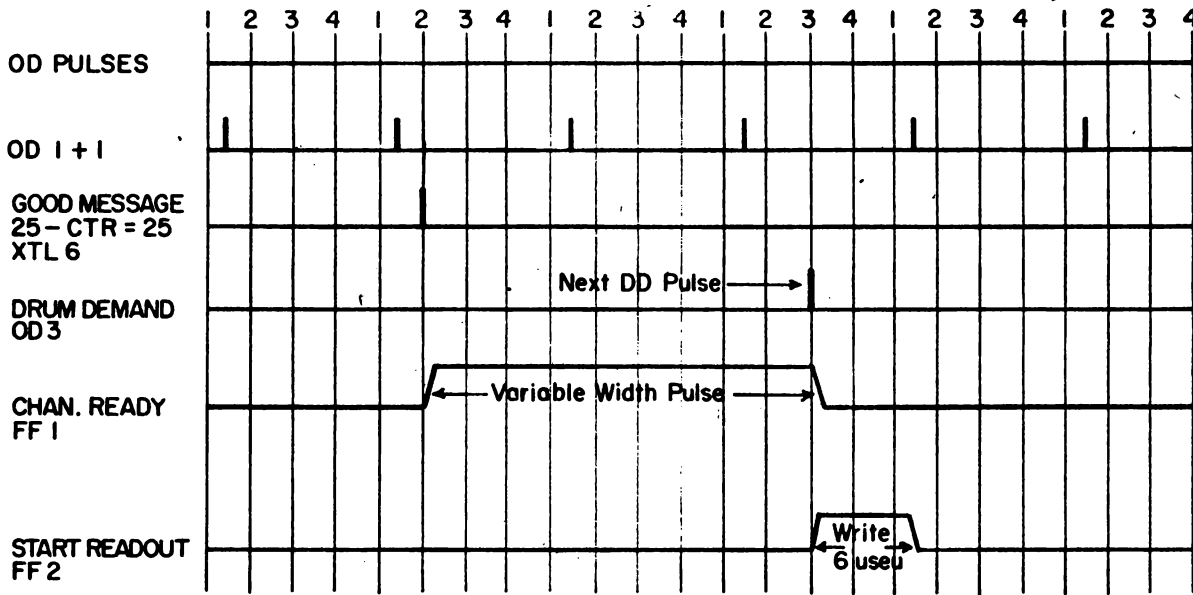 1 2 3 4 1 2 3 4 1 2 3 4 1 2 3 4 1 2 3 4 1 2 3 4
OD PULSES
OD 1 + 1
GOOD MESSAGE
25 – CTR = 25
XTL 6
Next DD Pulse
DRUM DEMAND
OD 3
Variable Width Pulse
CHAN. READY
FF 1
Write
START READOUT
6 useu
FF 2